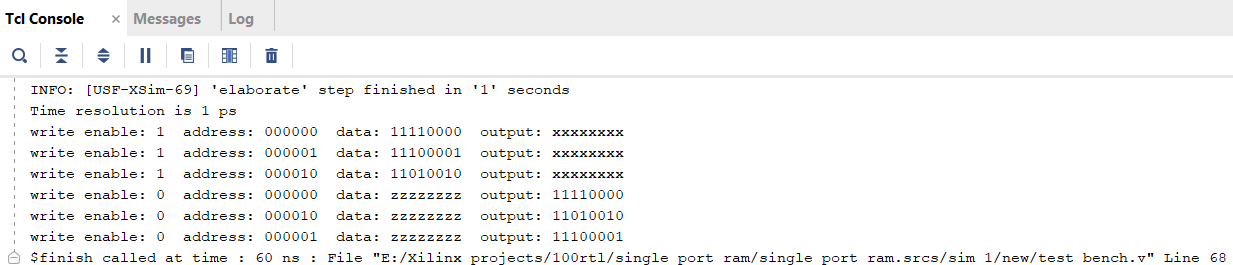 Tcl Console × Messages Log
INFO: [USF-XSim-69] 'elaborate' step finished in '1' seconds
Time resolution is 1 ps
write enable: 1  address: 000000  data: 11110000  output: xxxxxxxx
write enable: 1  address: 000001  data: 11100001  output: xxxxxxxx
write enable: 1  address: 000010  data: 11010010  output: xxxxxxxx
write enable: 0  address: 000000  data: zzzzzzzz  output: 11110000
write enable: 0  address: 000010  data: zzzzzzzz  output: 11010010
write enable: 0  address: 000001  data: zzzzzzzz  output: 11100001
$finish called at time : 60 ns : File "E:/Xilinx projects/100rtl/single port ram/single port ram.srcs/sim 1/new/test bench.v" Line 68